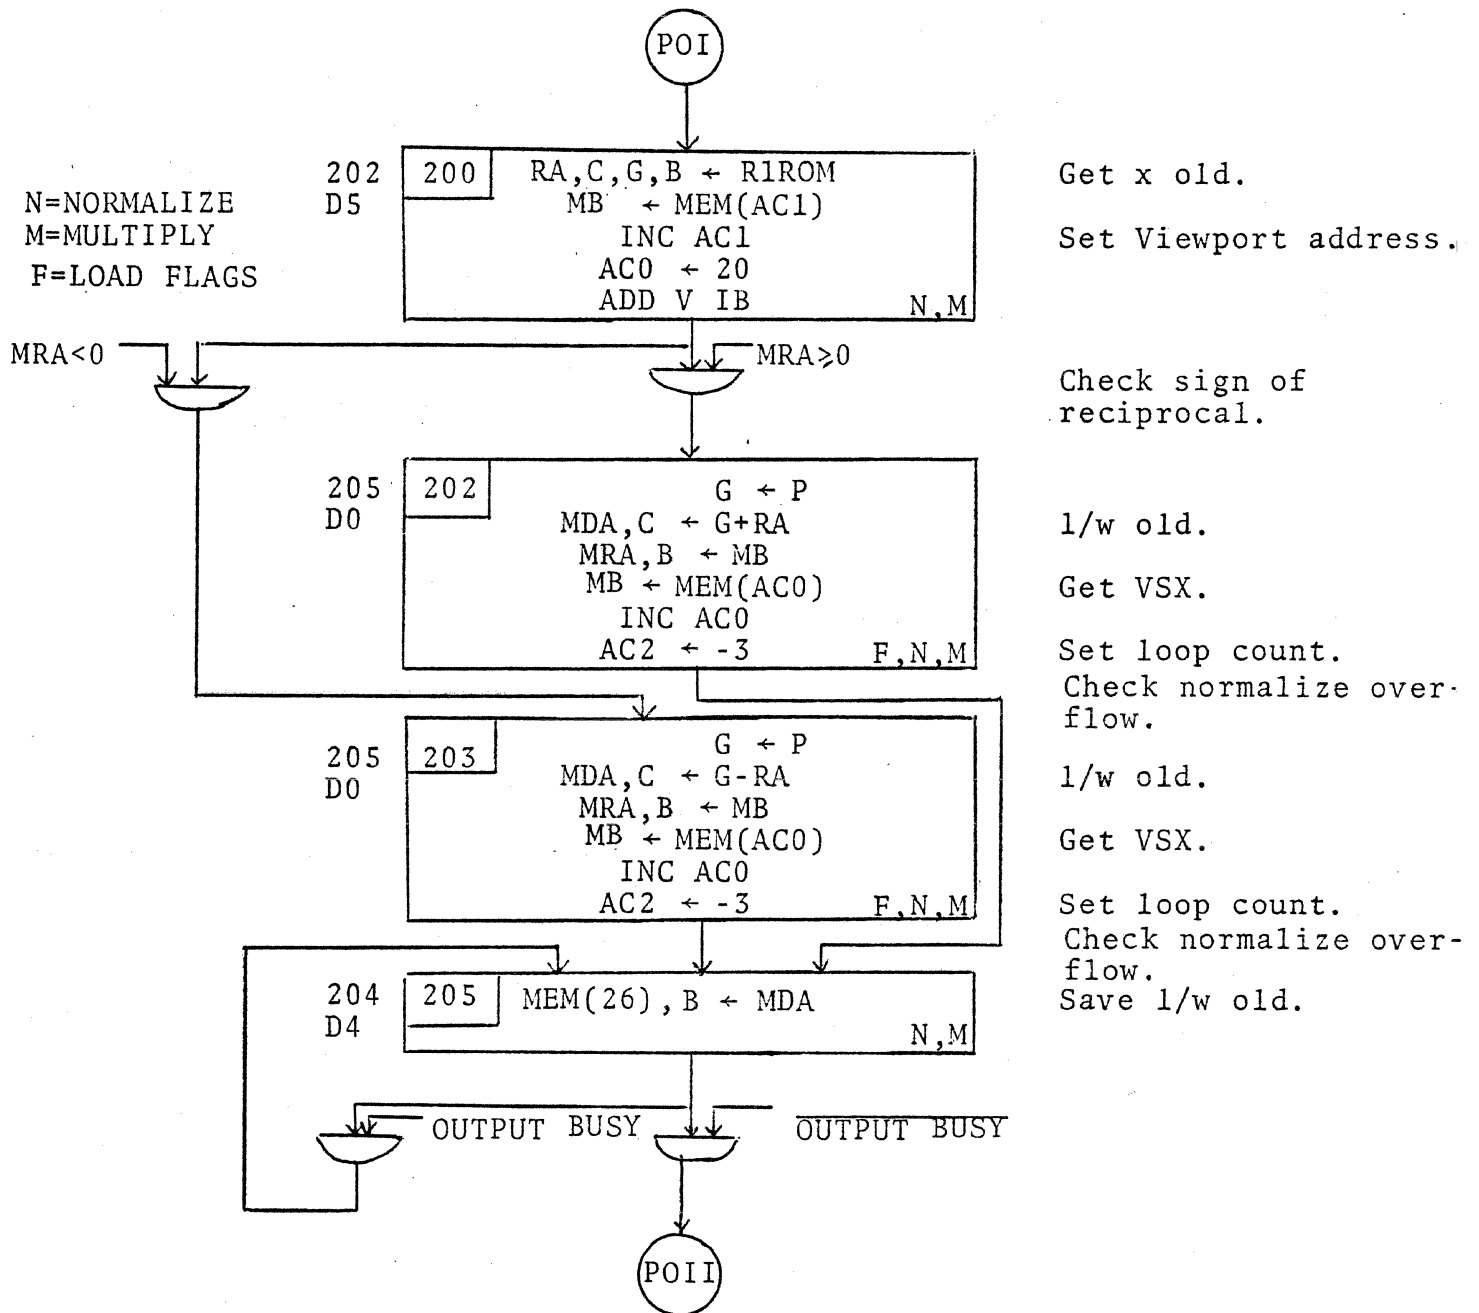 POI
N=NORMALIZE
M=MULTIPLY
F=LOAD FLAGS
202
D5
200
RA,C,G,B ← R1ROM
MB ← MEM(AC1)
INC AC1
AC0 ← 20
ADD V IB
N,M
Get x old.
Set Viewport address.
MRA<0
MRA≥0
Check sign of
reciprocal.
205
D0
202
G ← P
MDA,C ← G+RA
MRA,B ← MB
MB ← MEM(AC0)
INC AC0
AC2 ← -3
F,N,M
1/w old.
Get VSX.
Set loop count.
Check normalize over-
flow.
205
D0
203
G ← P
MDA,C ← G-RA
MRA,B ← MB
MB ← MEM(AC0)
INC AC0
AC2 ← -3
F,N,M
1/w old.
Get VSX.
Set loop count.
Check normalize over-
flow.
204
D4
205
MEM(26),B ← MDA
N,M
Save 1/w old.
OUTPUT BUSY
OUTPUT BUSY
POII